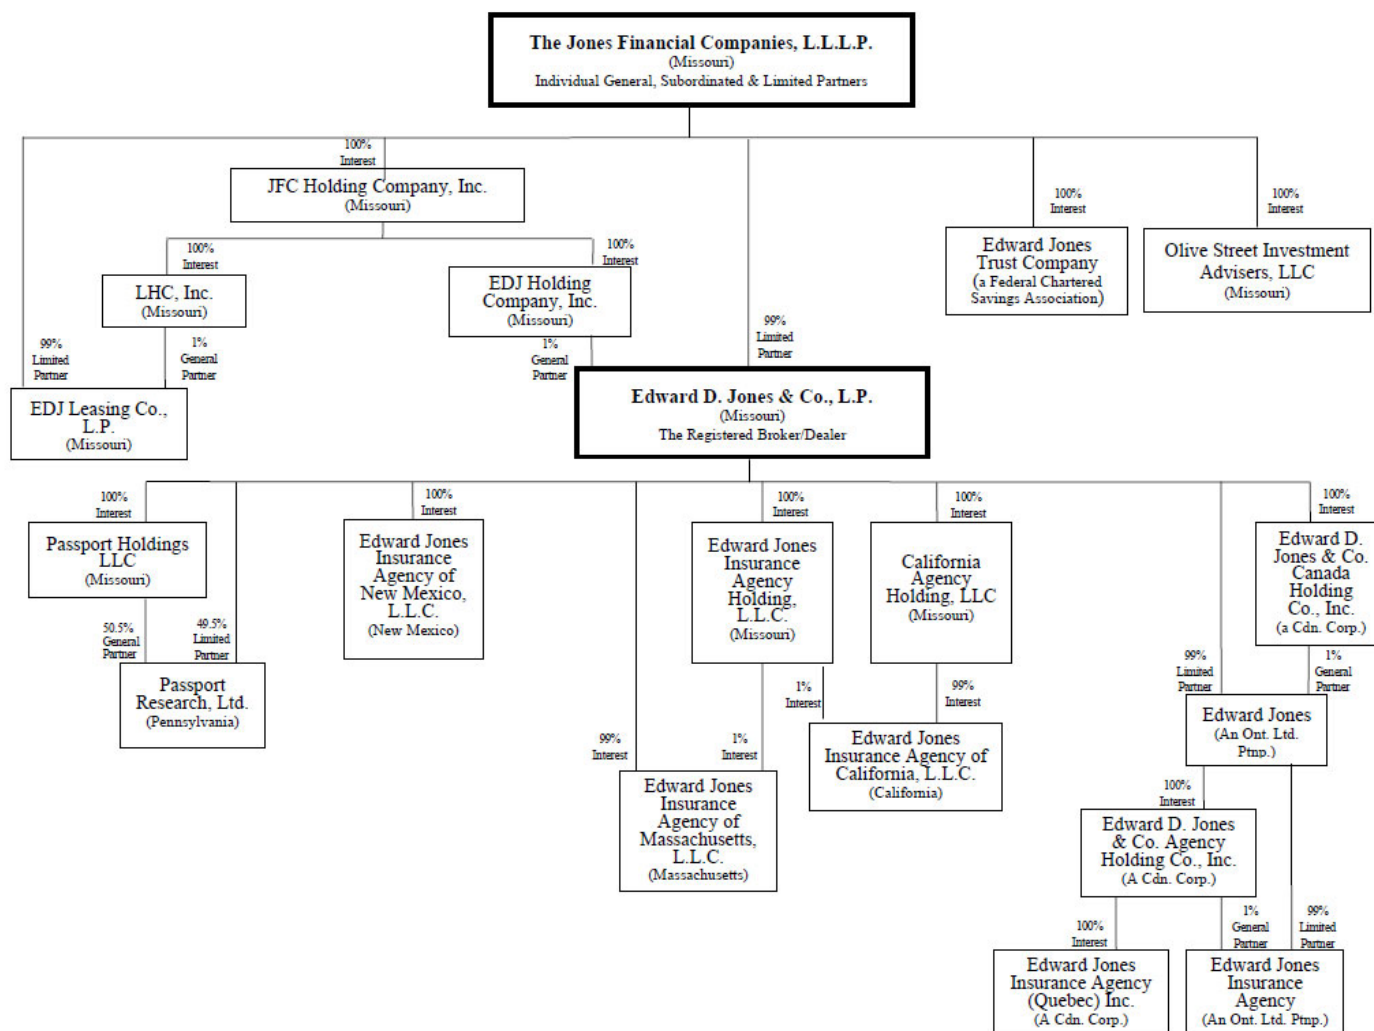 The Jones Financial Companies, L.L.L.P.
(Missouri)
Individual General, Subordinated & Limited Partners
100%
Interest
JFC Holding Company, Inc.
(Missouri)
100%
Interest
Edward Jones
Trust Company
(a Federal Chartered
Savings Association)
100%
Interest
Olive Street Investment
Advisers, LLC
(Missouri)
100%
Interest
LHC, Inc.
(Missouri)
100%
Interest
EDJ Holding
Company, Inc.
(Missouri)
99%
Limited
Partner
1%
General
Partner
EDJ Leasing Co.,
L.P.
(Missouri)
1%
General
Partner
99%
Limited
Partner
Edward D. Jones & Co., L.P.
(Missouri)
The Registered Broker/Dealer
100%
Interest
Passport Holdings
LLC
(Missouri)
50.5%
General
Partner
49.5%
Limited
Partner
Passport
Research, Ltd.
(Pennsylvania)
100%
Interest
Edward Jones
Insurance
Agency of
New Mexico,
L.L.C.
(New Mexico)
100%
Interest
Edward Jones
Insurance
Agency
Holding,
L.L.C.
(Missouri)
100%
Interest
California
Agency
Holding, LLC
(Missouri)
100%
Interest
Edward D.
Jones & Co.
Canada
Holding
Co., Inc.
(a Cdn. Corp.)
99%
Interest
1%
Interest
Edward Jones
Insurance
Agency of
Massachusetts,
L.L.C.
(Massachusetts)
1%
Interest
99%
Interest
Edward Jones
Insurance Agency of
California, L.L.C.
(California)
99%
Limited
Partner
1%
General
Partner
Edward Jones
(An Ont. Ltd.
Ptnp.)
100%
Interest
Edward D. Jones
& Co. Agency
Holding Co., Inc.
(A Cdn. Corp.)
100%
Interest
1%
General
Partner
99%
Limited
Partner
Edward Jones
Insurance Agency
(Quebec) Inc.
(A Cdn. Corp.)
Edward Jones
Insurance
Agency
(An Ont. Ltd. Ptnp.)